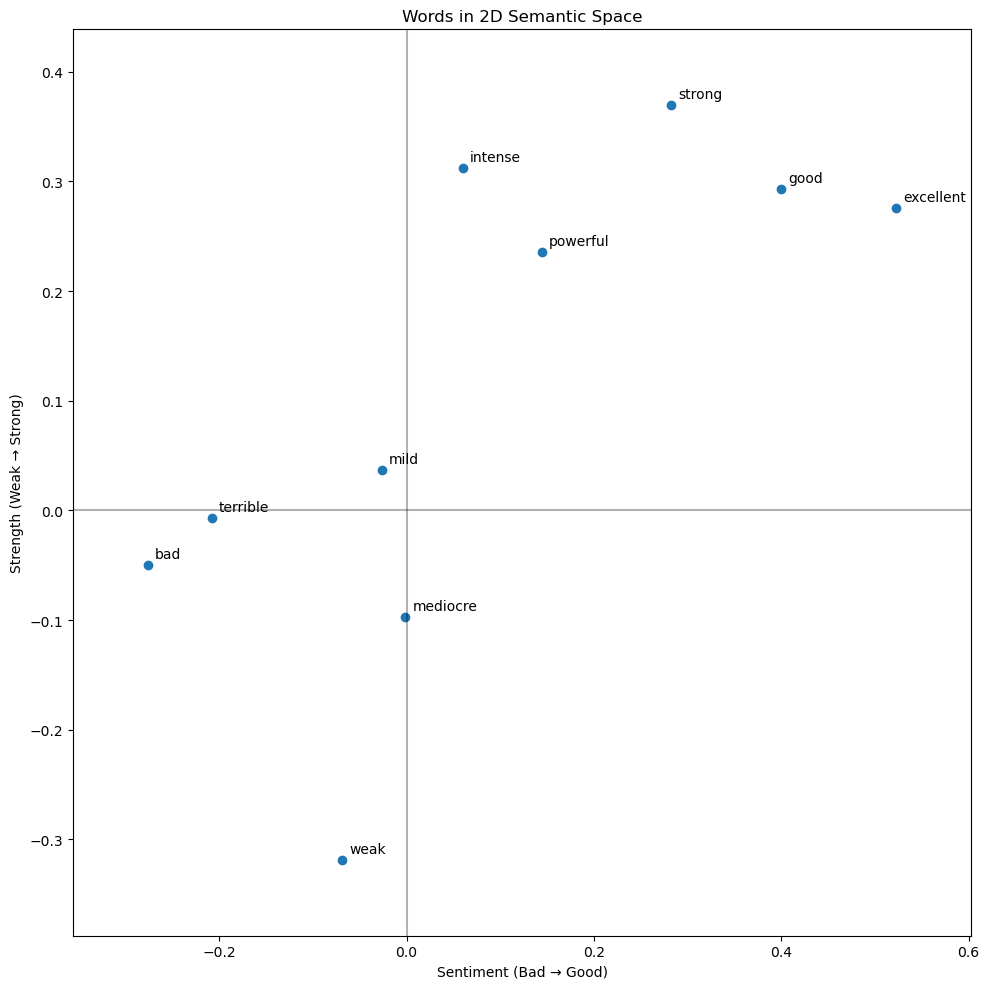 Words in 2D Semantic Space
0.4
0.3
0.2
0.1
0.0
−0.1
−0.2
−0.3
Strength (Weak → Strong)
strong
intense
good
excellent
powerful
mild
terrible
bad
mediocre
weak
−0.2
0.0
0.2
0.4
0.6
Sentiment (Bad → Good)